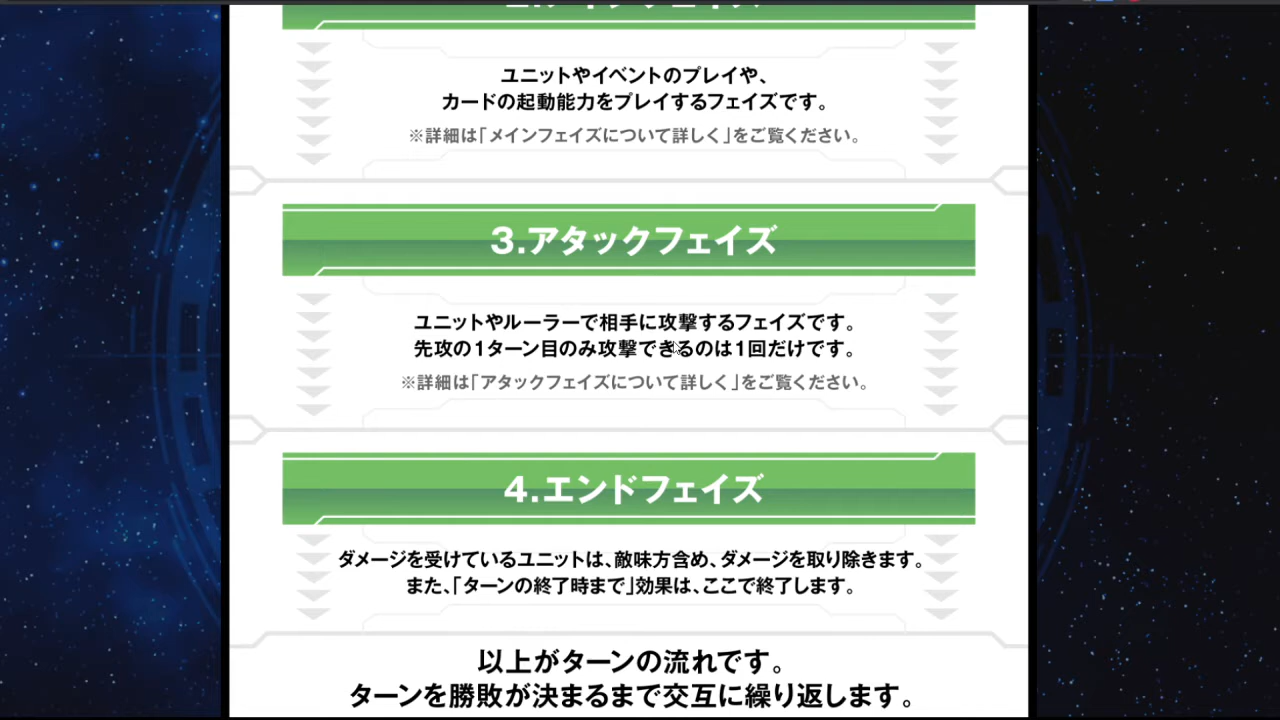 ユニットやイベントのプレイや、
カードの起動能力をプレイするフェイズです。
※詳細は「メインフェイズについて詳しく」をご覧ください。
3.アタックフェイズ
ユニットやルーラーで相手に攻撃するフェイズです。
先攻の1ターン目のみ攻撃できるのは1回だけです。
※詳細は「アタックフェイズについて詳しく」をご覧ください。
4.エンドフェイズ
ダメージを受けているユニットは、敵味方含め、ダメージを取り除きます。
また、「ターンの終了時まで」効果は、ここで終了します。
以上がターンの流れです。
ターンを勝敗が決まるまで交互に繰り返します。